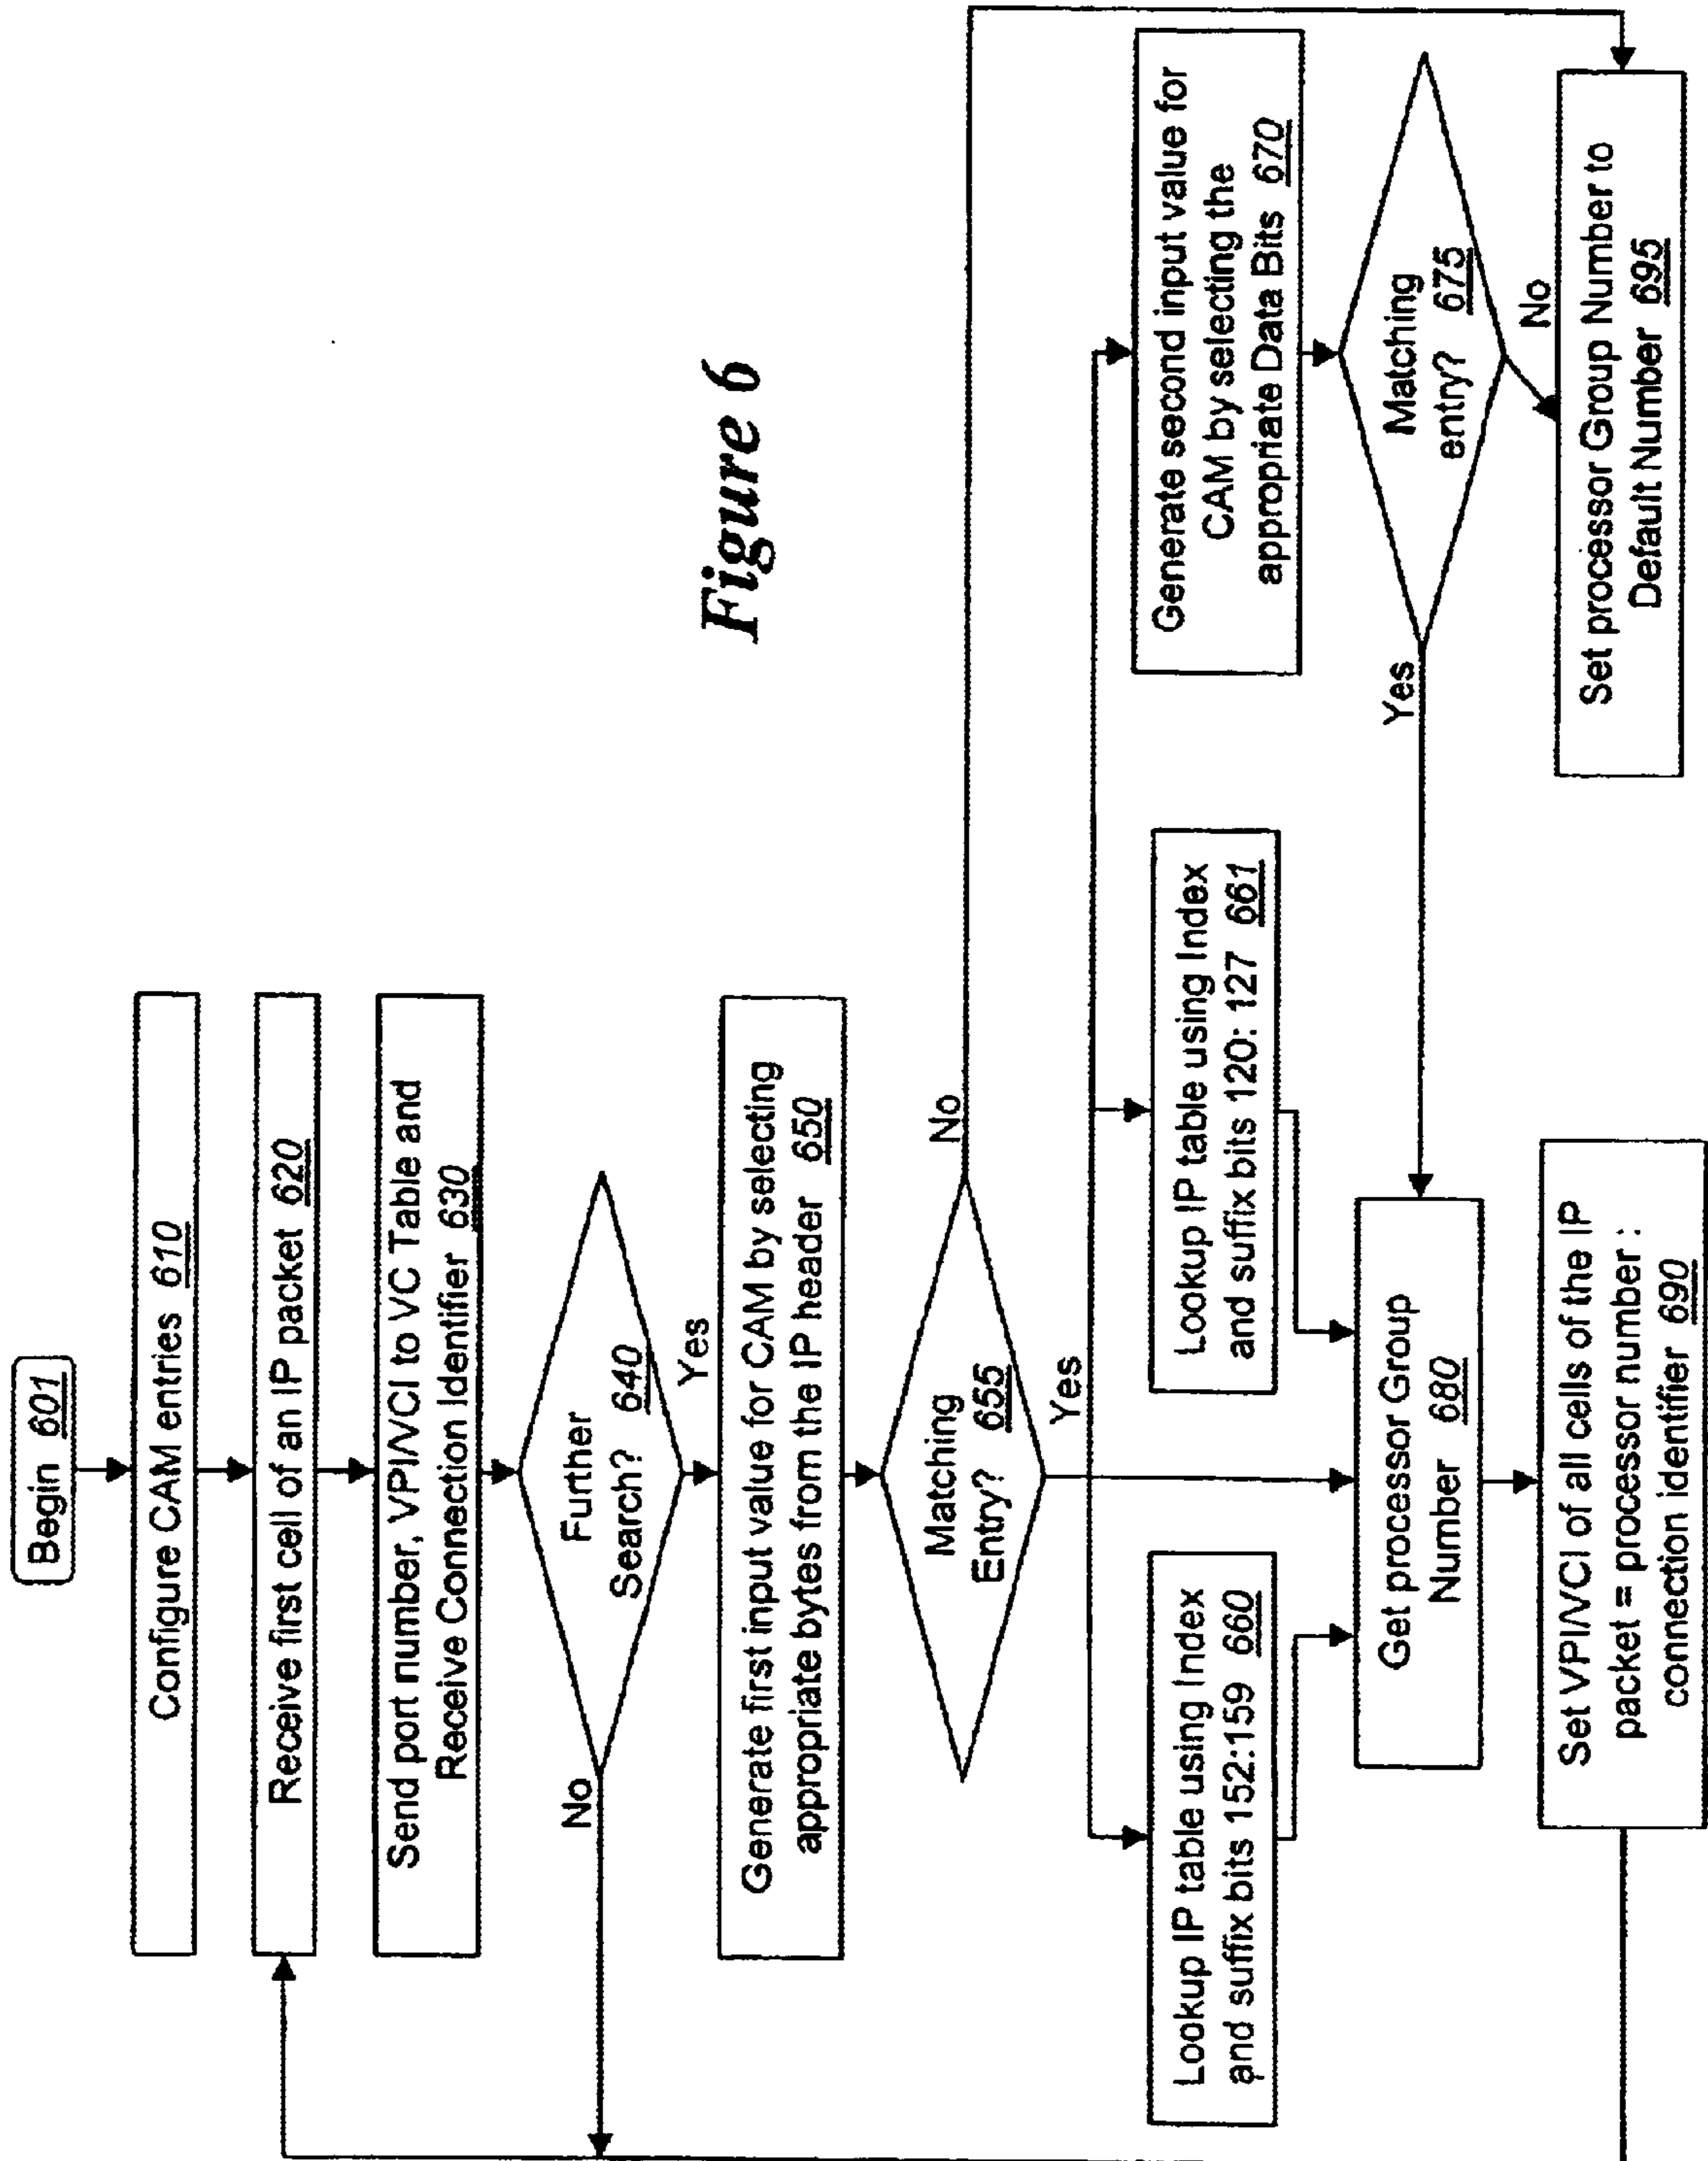 Begin 601
Configure CAM entries 610
Receive first cell of an IP packet 620
Send port number, VPI/VCI to VC Table and
Receive Connection Identifier 630
Further
Search? 640
No
Yes
Generate first input value for CAM by selecting
appropriate bytes from the IP header 650
Matching
Entry? 655
No
Yes
Lookup IP table using Index
and suffix bits 152:159 660
Lookup IP table using Index
and suffix bits 120: 127 661
Generate second input value for
CAM by selecting the
appropriate Data Bits 670
Matching
entry? 675
Yes
No
Get processor Group
Number 680
Set processor Group Number to
Default Number 695
Set VPI/VCI of all cells of the IP
packet = processor number :
connection identifier 690
Figure 6